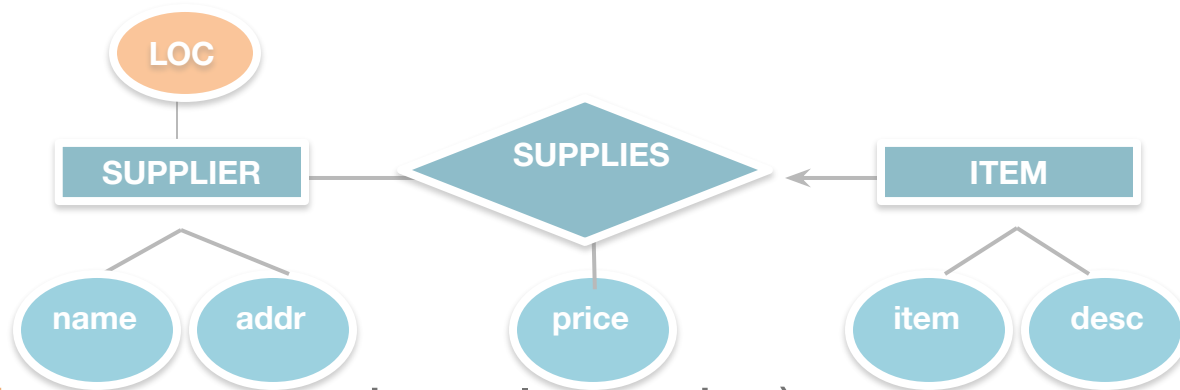 LOC
SUPPLIER
SUPPLIES
ITEM
name
addr
price
item
desc